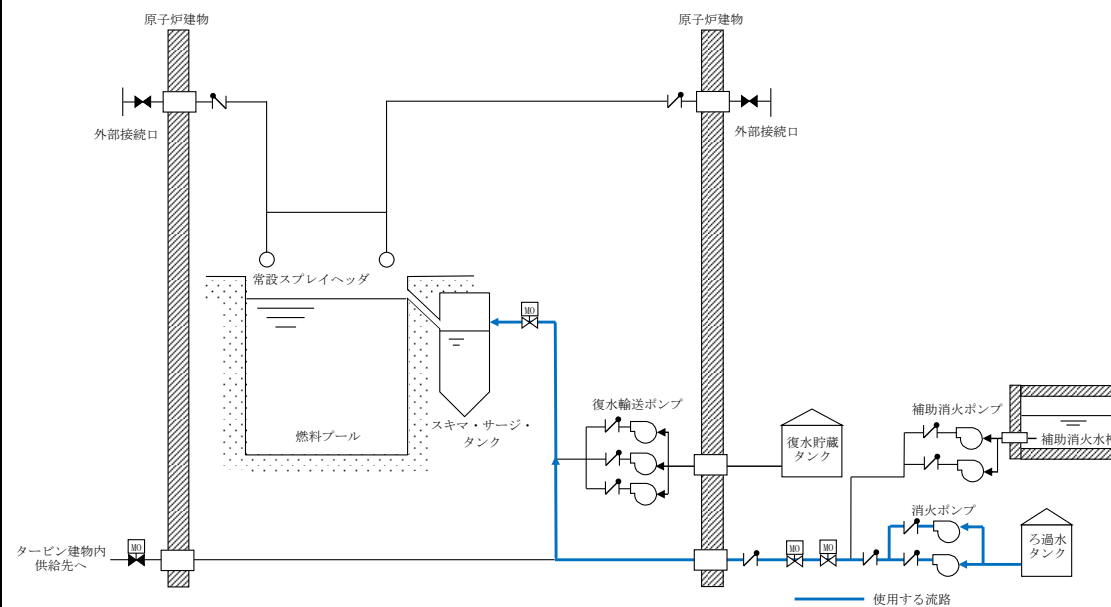 原子炉建物
原子炉建物
外部接続口
外部接続口
常設スプレイヘッダ
MO
燃料プール
スキマ・サージ・
タンク
復水輸送ポンプ
復水貯蔵
タンク
補助消火ポンプ
補助消火水槽
消火ポンプ
ろ過水
タンク
MO
MO
MO
タービン建物内
供給先へ
使用する流路